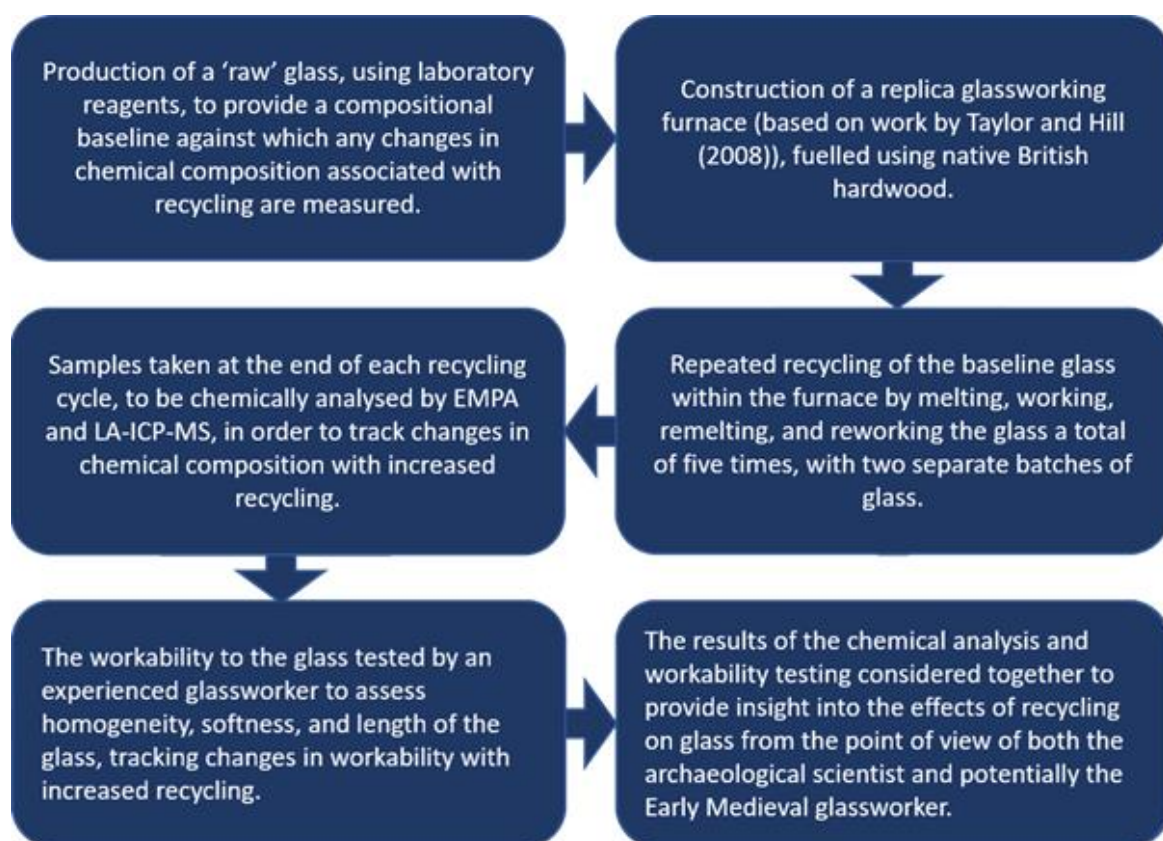 Production of a ‘raw’ glass, using laboratory
reagents, to provide a compositional
baseline against which any changes in
chemical composition associated with
recycling are measured.
Construction of a replica glassworking
furnace (based on work by Taylor and Hill
(2008)), fuelled using native British
hardwood.
Repeated recycling of the baseline glass
within the furnace by melting, working,
remelting, and reworking the glass a total
of five times, with two separate batches of
glass.
Samples taken at the end of each recycling
cycle, to be chemically analysed by EMPA
and LA-ICP-MS, in order to track changes in
chemical composition with increased
recycling.
The workability to the glass tested by an
experienced glassworker to assess
homogeneity, softness, and length of the
glass, tracking changes in workability with
increased recycling.
The results of the chemical analysis and
workability testing considered together to
provide insight into the effects of recycling
on glass from the point of view of both the
archaeological scientist and potentially the
Early Medieval glassworker.